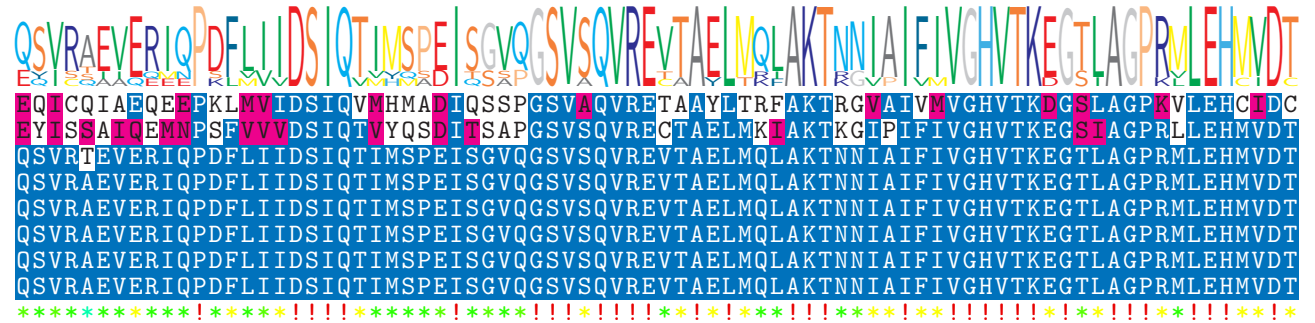 QSVRAEVERIQPDFLIIDSIQTIMSPEISGVQGSVSQVREVTAELMQLAKTNNIAIFIVGHVTKEGTLAGPRMLEHMVDT
EQICQIAEQEEPKLMVIDSIQVMHMADIQSSPGSVAQVRETAAYLTRFAKTRGVAIVMVGHVTKDGSLAGPKVLEHCIDC
EYISSAIQEMNPSFVVVDSIQTVYQSDITSAPGSVSQVRECTAELMKIAKTKGIPIFIVGHVTKEGSIAGPRLLEHMVDT
QSVRTEVERIQPDFLIIDSIQTIMSPEISGVQGSVSQVREVTAELMQLAKTNNIAIFIVGHVTKEGTLAGPRMLEHMVDT
QSVRAEVERIQPDFLIIDSIQTIMSPEISGVQGSVSQVREVTAELMQLAKTNNIAIFIVGHVTKEGTLAGPRMLEHMVDT
QSVRAEVERIQPDFLIIDSIQTIMSPEISGVQGSVSQVREVTAELMQLAKTNNIAIFIVGHVTKEGTLAGPRMLEHMVDT
QSVRAEVERIQPDFLIIDSIQTIMSPEISGVQGSVSQVREVTAELMQLAKTNNIAIFIVGHVTKEGTLAGPRMLEHMVDT
QSVRAEVERIQPDFLIIDSIQTIMSPEISGVQGSVSQVREVTAELMQLAKTNNIAIFIVGHVTKEGTLAGPRMLEHMVDT
QSVRAEVERIQPDFLIIDSIQTIMSPEISGVQGSVSQVREVTAELMQLAKTNNIAIFIVGHVTKEGTLAGPRMLEHMVDT
***********!*****!!!!******!****!!!*!!!!**!*!***!!!****!**!!!!!!*!**!!!**!!!**!*